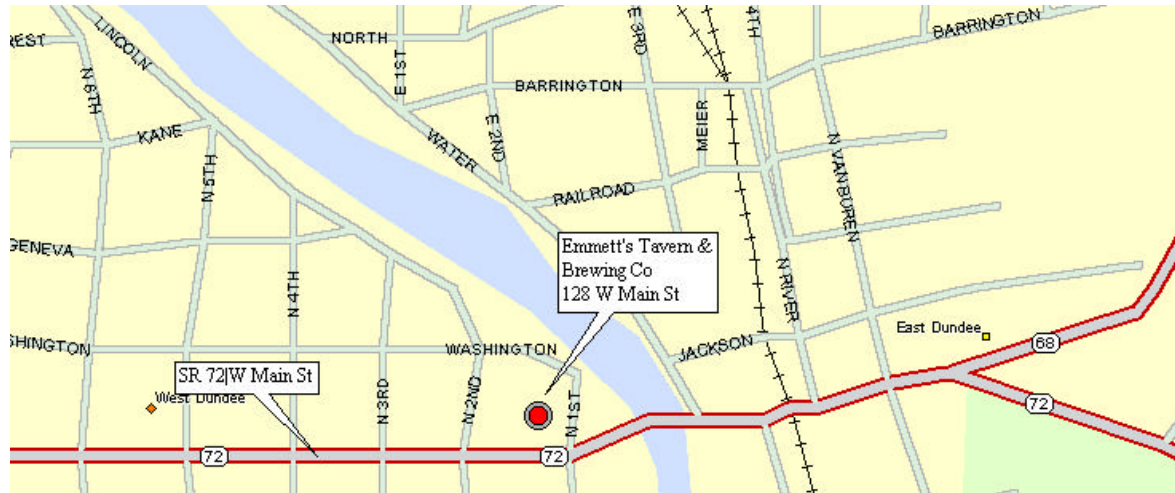 LINCOLN
REST
N 6TH
NORTH
E 1ST
E 3RD
4TH
BARRINGTON
BARRINGTON
KANE
N 5TH
WATER
E 2ND
MEIER
N VAN BUREN
RAILROAD
GENEVA
N 4TH
Emmett's Tavern &
Brewing Co
128 W Main St
N RIVER
East Dundee
68
SHINGTON
WASHINGTON
JACKSON
SR 72|W Main St
West Dundee
N 3RD
N 2ND
N 1ST
72
72
72